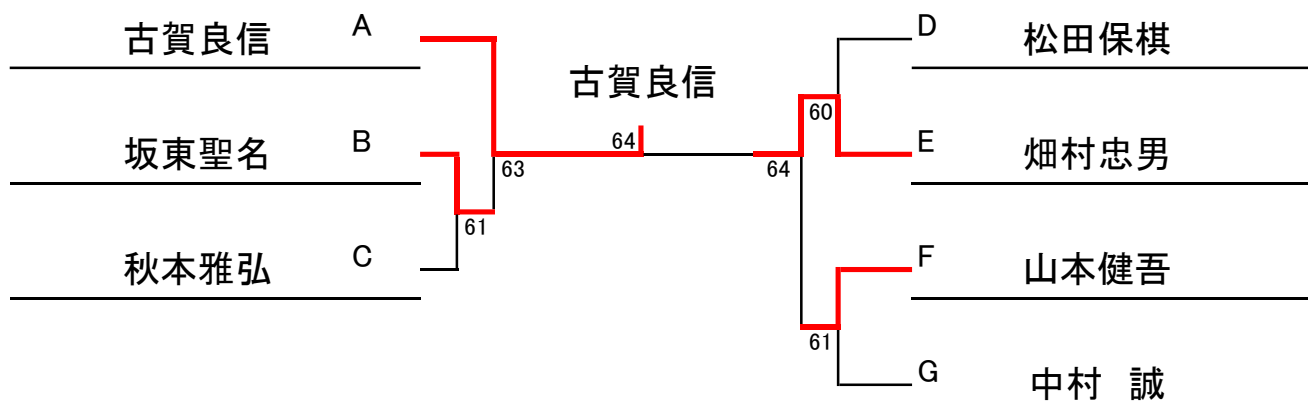 古賀良信 A
坂東聖名 B
秋本雅弘 C
古賀良信
64
63
61
60
64
61
D 松田保棋
E 畑村忠男
F 山本健吾
G 中村 誠